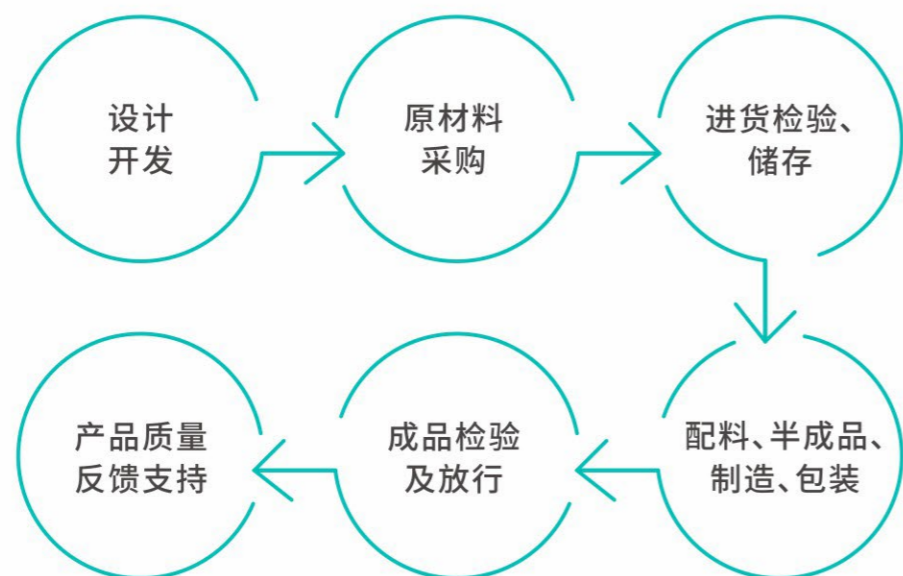 设计
开发
原材料
采购
进货检验、
储存
配料、半成品、
制造、包装
成品检验
及放行
产品质量
反馈支持